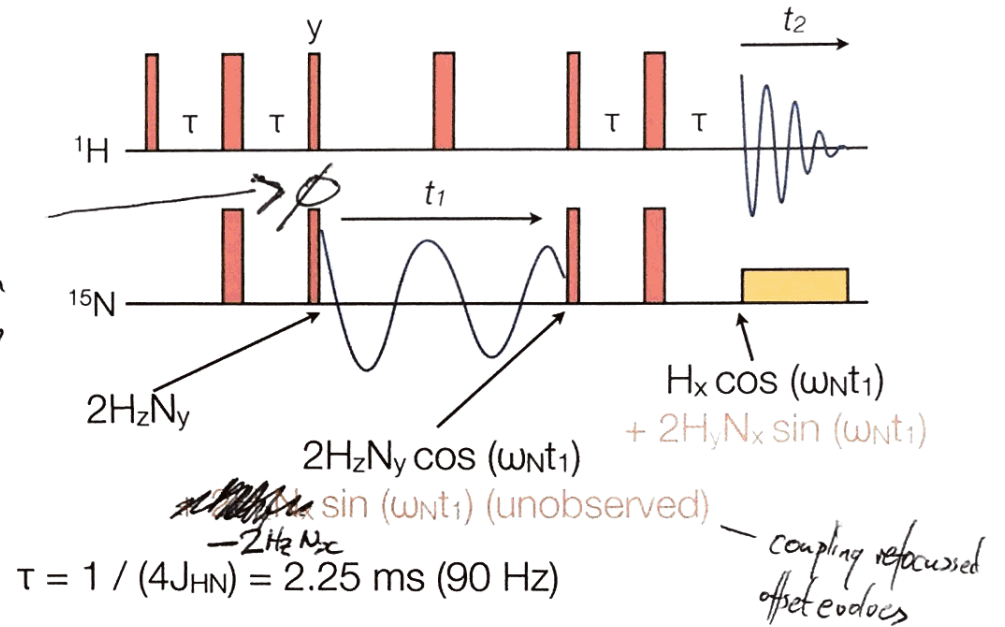 y
t2
τ
τ
τ
τ
1H
ϕ
t1
15N
2HzNy
Hx cos (ωNt1)
+ 2HyNx sin (ωNt1)
2HzNy cos (ωNt1)
sin (ωNt1) (unobserved)
−2HzNx
τ = 1 / (4JHN) = 2.25 ms (90 Hz)
coupling refocussed
offset evolves